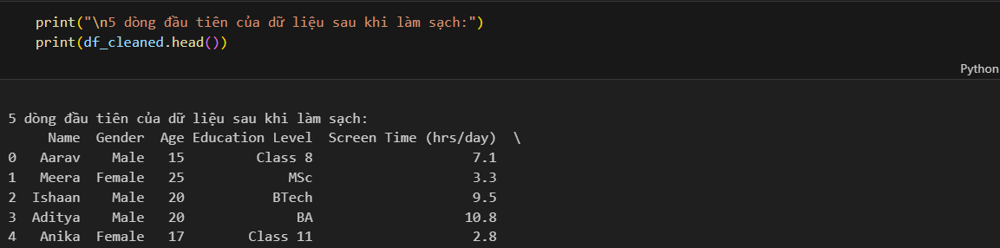 print("\n5 dòng đầu tiên của dữ liệu sau khi làm sạch:")
print(df_cleaned.head())
Python
5 dòng đầu tiên của dữ liệu sau khi làm sạch:
     Name  Gender  Age Education Level  Screen Time (hrs/day)  \
0   Aarav    Male   15         Class 8                    7.1
1   Meera  Female   25             MSc                    3.3
2  Ishaan    Male   20           BTech                    9.5
3  Aditya    Male   20              BA                   10.8
4   Anika  Female   17        Class 11                    2.8